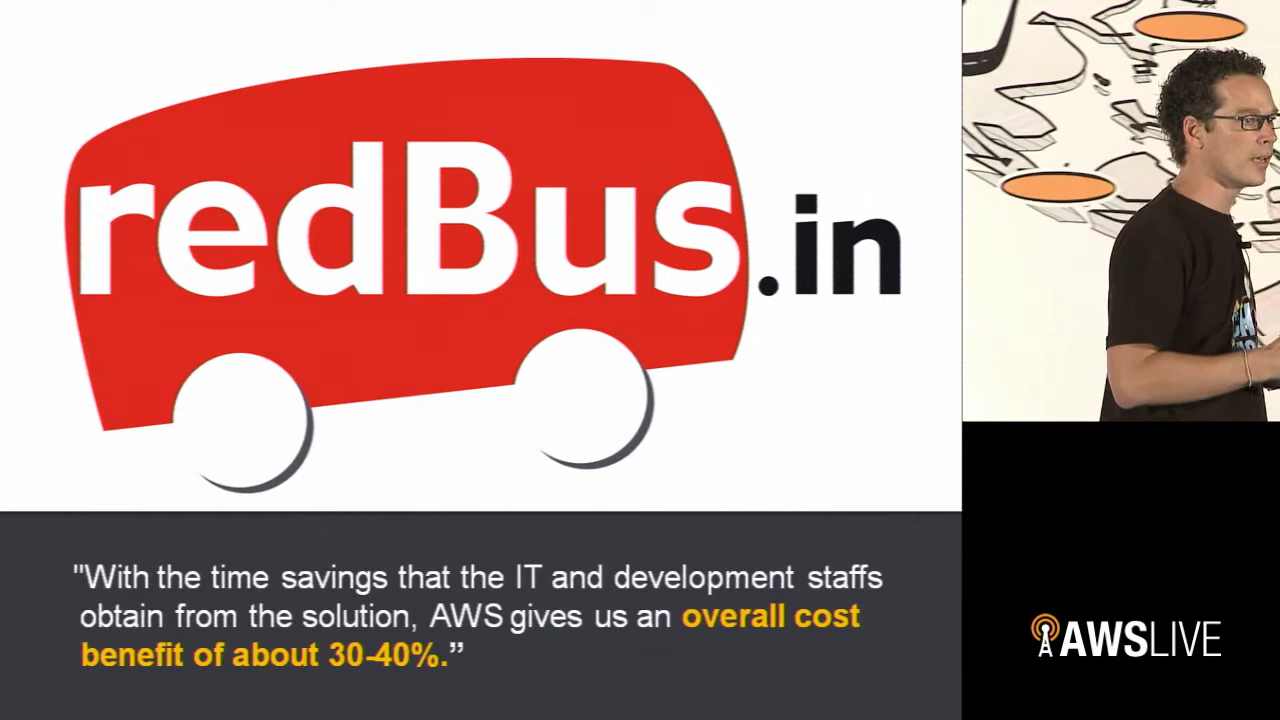 redBus.in
"With the time savings that the IT and development staffs
obtain from the solution, AWS gives us an overall cost
benefit of about 30-40%.”
AWSLIVE